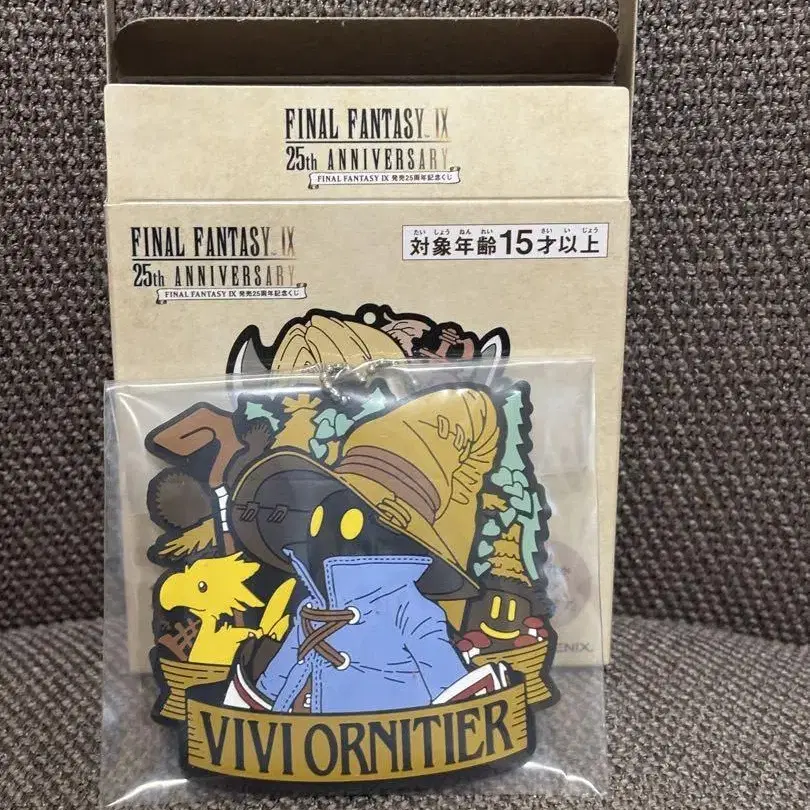 FINAL FANTASY™ IX
25th ANNIVERSARY
FINAL FANTASY IX 発売25周年記念くじ
FINAL FANTASY™ IX
25th ANNIVERSARY
FINAL FANTASY IX 発売25周年記念くじ
たいしょうねんれい さいいじょう
対象年齢15才以上
ENIX.
VIVI ORNITIER